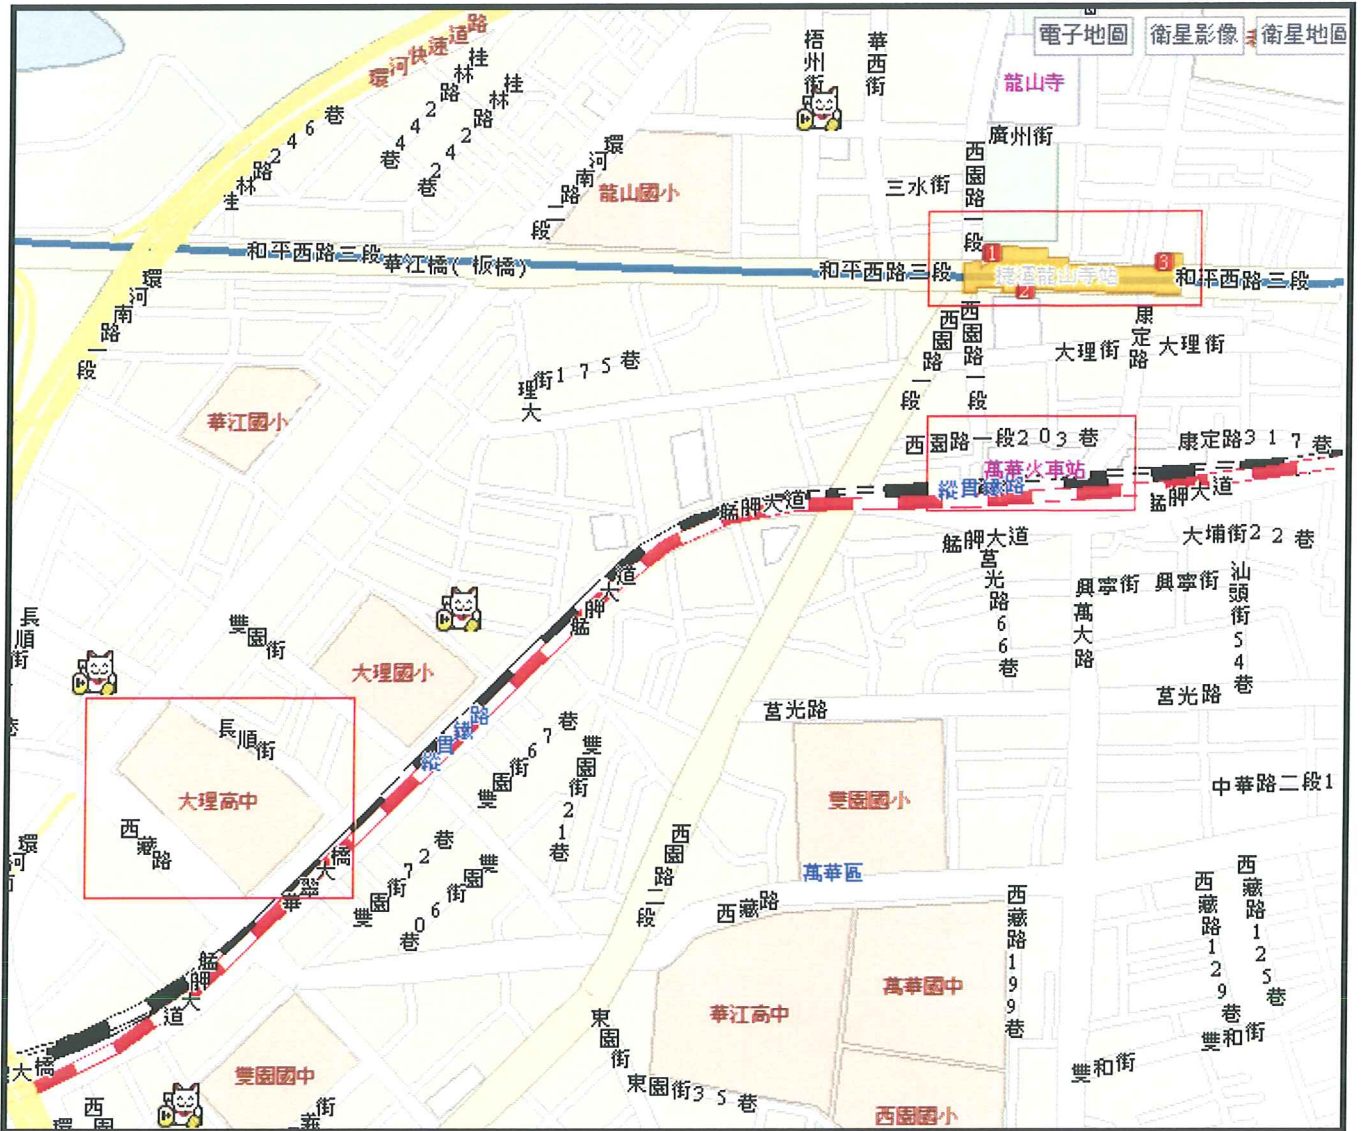 電子地圖
衛星影像
衛星地圖
環河快速道路
桂林路442巷
桂林路242巷
桂林路246巷
梧州街
華西街
龍山寺
廣州街
環河南路二段
龍山國小
三水街
西園路一段
和平西路三段
華江橋(板橋)
和平西路三段
1
捷運龍山寺站
2
3
和平西路三段
環河南路一段
西園路一段
西園路一段
康定路
大理街
大理街
大理街175巷
華江國小
西園路一段203巷
康定路317巷
萬華火車站
縱貫鐵路
艋舺大道
艋舺大道
艋舺大道
大埔街22巷
艋舺大道
莒光路66巷
興寧街
興寧街
汕頭街54巷
萬大路
長順街
巷
雙園街
大理國小
莒光路
莒光路
長順街
縱貫鐵路
雙園街67巷
雙園街21巷
大理高中
雙園國小
中華路二段1
西藏路
環河
華翠大橋
雙園街72巷
雙園街60巷
西園路二段
萬華區
西藏路
西藏路199巷
西藏路129巷
西藏路125巷
艋舺大道
萬華國中
華江高中
東園街
雙和街
雙和街
大橋
雙園國中
東園街35巷
西園國小
西園
環
街